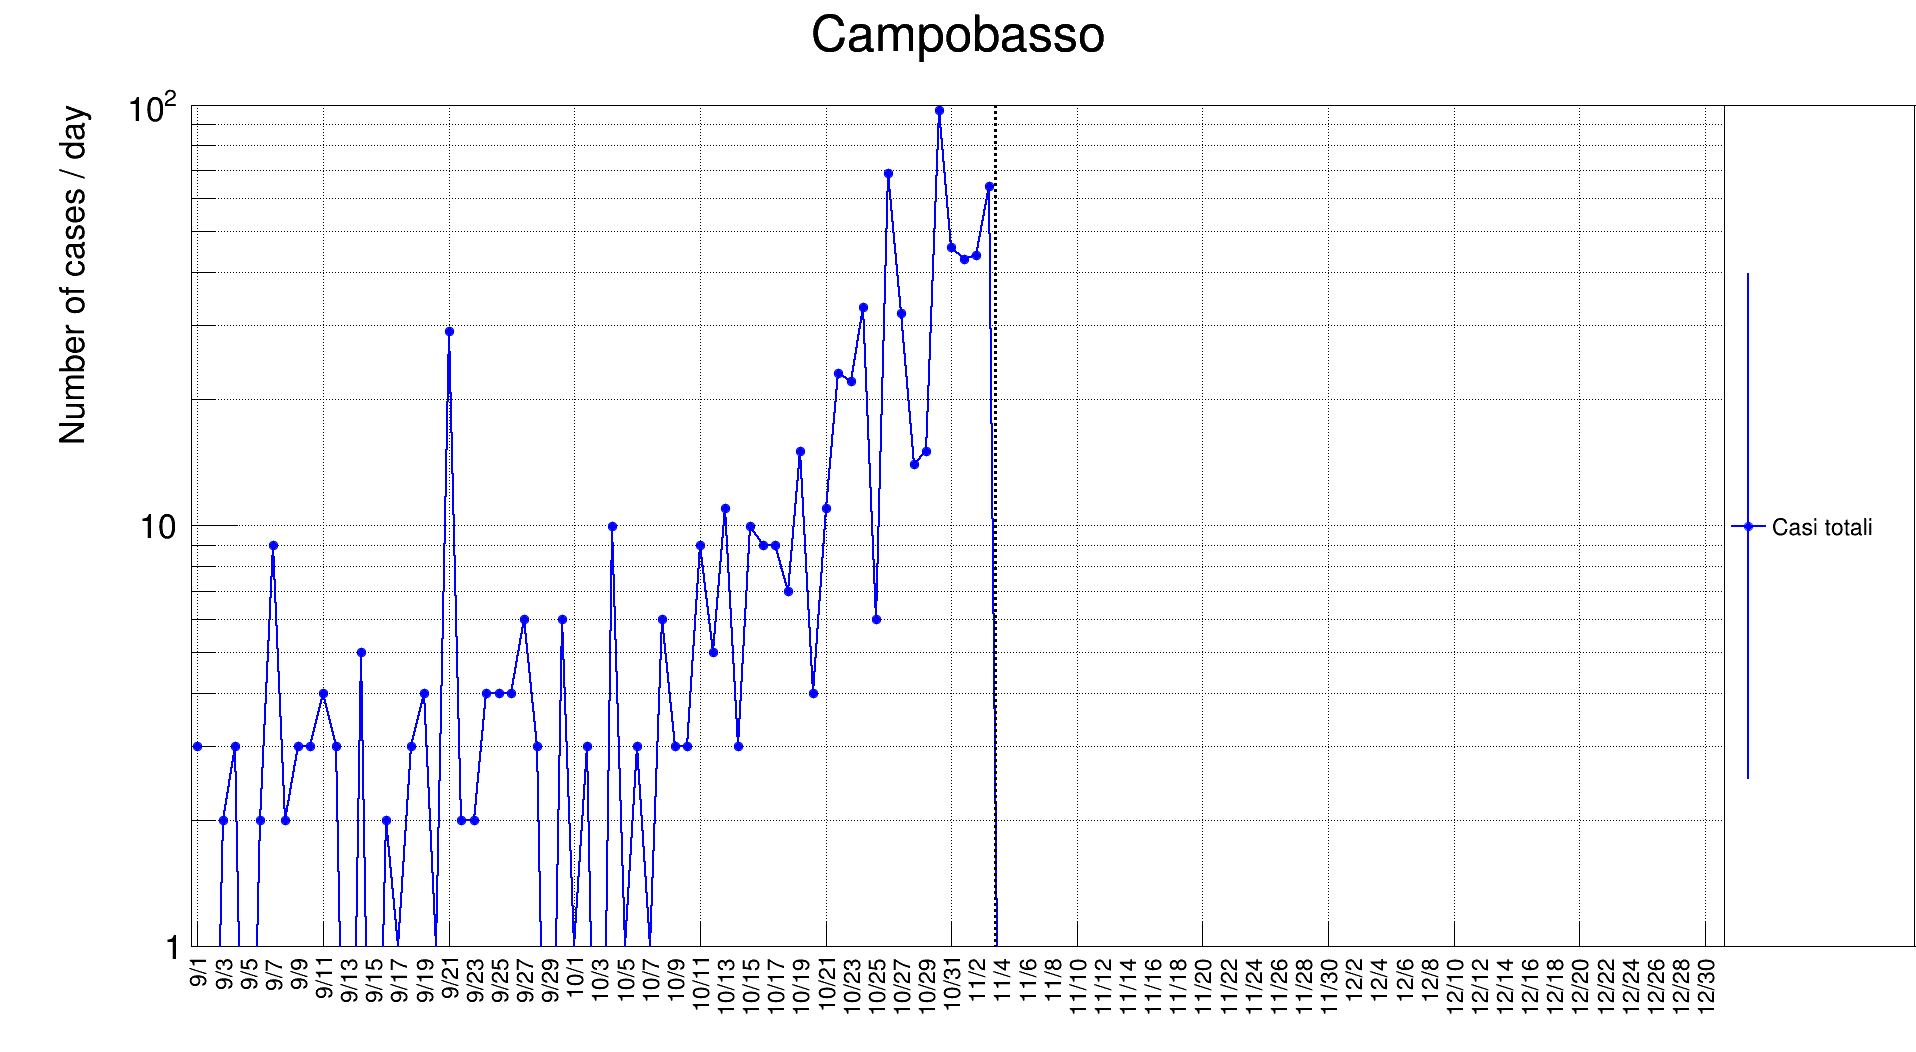 Campobasso
Number of cases / day
10²
10
1
9/1 9/3 9/5 9/7 9/9 9/11 9/13 9/15 9/17 9/19 9/21 9/23 9/25 9/27 9/29 10/1 10/3 10/5 10/7 10/9 10/11 10/13 10/15 10/17 10/19 10/21 10/23 10/25 10/27 10/29 10/31 11/2 11/4 11/6 11/8 11/10 11/12 11/14 11/16 11/18 11/20 11/22 11/24 11/26 11/28 11/30 12/2 12/4 12/6 12/8 12/10 12/12 12/14 12/16 12/18 12/20 12/22 12/24 12/26 12/28 12/30
Casi totali